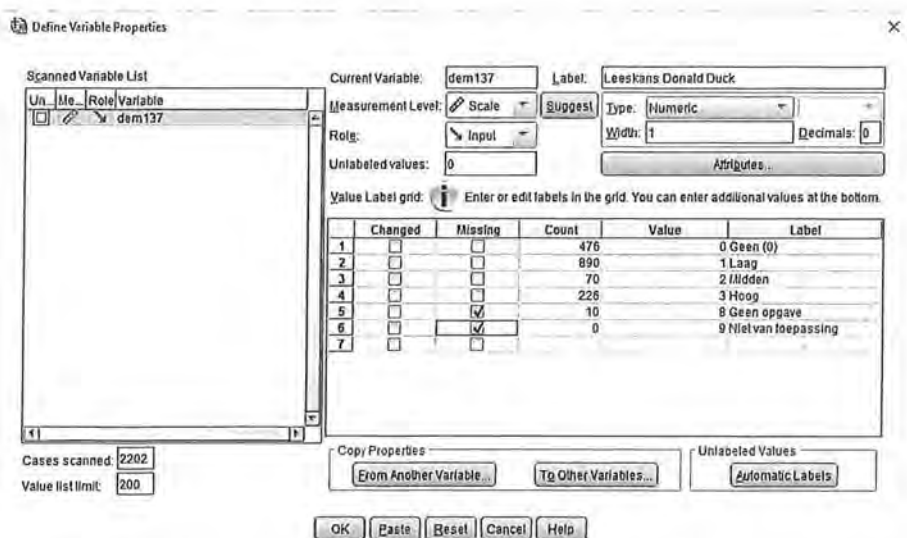 Define Variable Properties
Scanned Variable List
Un... Me... Role Variable
dem137
Cases scanned: 2202
Value list limit: 200
Current Variable: dem137 Label: Leeskans Donald Duck
Measurement Level: Scale Suggest Type: Numeric
Role: Input Width: 1 Decimals: 0
Unlabeled values: 0 Attributes...
Value Label grid: Enter or edit labels in the grid. You can enter additional values at the bottom.
Changed Missing Count Value Label
1 476 0 Geen (0)
2 890 1 Laag
3 70 2 Midden
4 226 3 Hoog
5 10 8 Geen opgave
6 0 9 Niet van toepassing
7
Copy Properties
From Another Variable... To Other Variables...
Unlabeled Values
Automatic Labels
OK Paste Reset Cancel Help